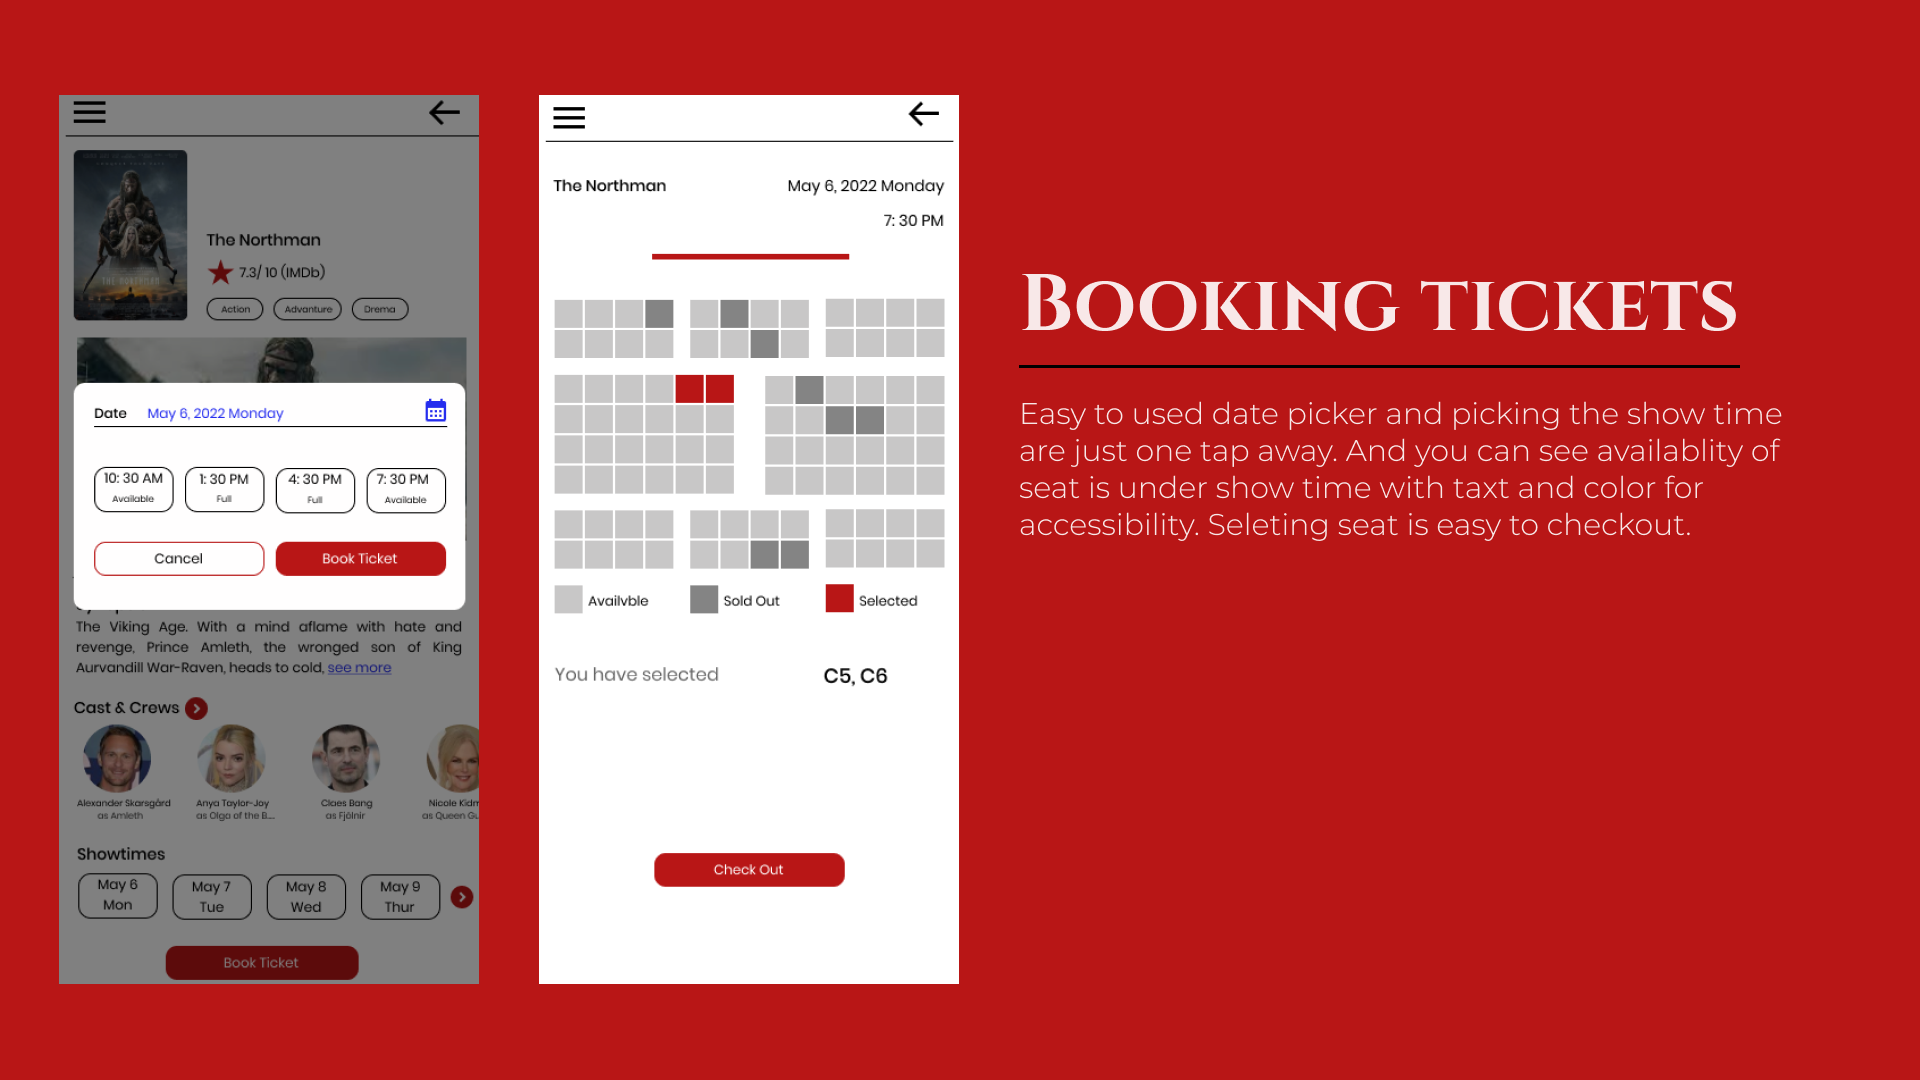 The Northman
7.3/ 10 (IMDb)
Action
Advanture
Drema
Date
May 6, 2022 Monday
10: 30 AM
Available
1: 30 PM
Full
4: 30 PM
Full
7: 30 PM
Available
Cancel
Book Ticket
The Viking Age. With a mind aflame with hate and
revenge, Prince Amleth, the wronged son of King
Aurvandill War-Raven, heads to cold, see more
Cast & Crews
Alexander Skarsgård
as Amleth
Anya Taylor-Joy
as Olga of the B...
Claes Bang
as Fjölnir
Nicole
as Queen
Showtimes
May 6
Mon
May 7
Tue
May 8
Wed
May 9
Thur
Book Ticket
The Northman
May 6, 2022 Monday
7: 30 PM
Availvble
Sold Out
Selected
You have selected
C5, C6
Check Out
Booking tickets
Easy to used date picker and picking the show time
are just one tap away. And you can see availablity of
seat is under show time with taxt and color for
accessibility. Seleting seat is easy to checkout.